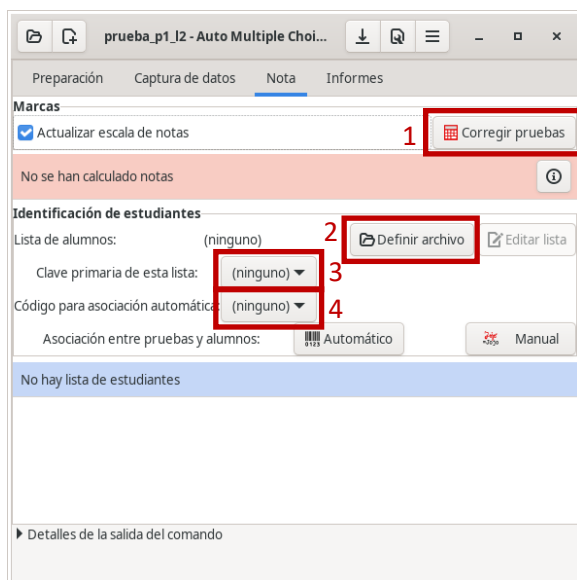 prueba_p1_l2 - Auto Multiple Choi...
Preparación Captura de datos Nota Informes
Marcas
Actualizar escala de notas 1 Corregir pruebas
No se han calculado notas
Identificación de estudiantes
Lista de alumnos: (ninguno) 2 Definir archivo Editar lista
Clave primaria de esta lista: (ninguno) 3
Código para asociación automática: (ninguno) 4
Asociación entre pruebas y alumnos: 0123 Automático Manual
No hay lista de estudiantes
Detalles de la salida del comando